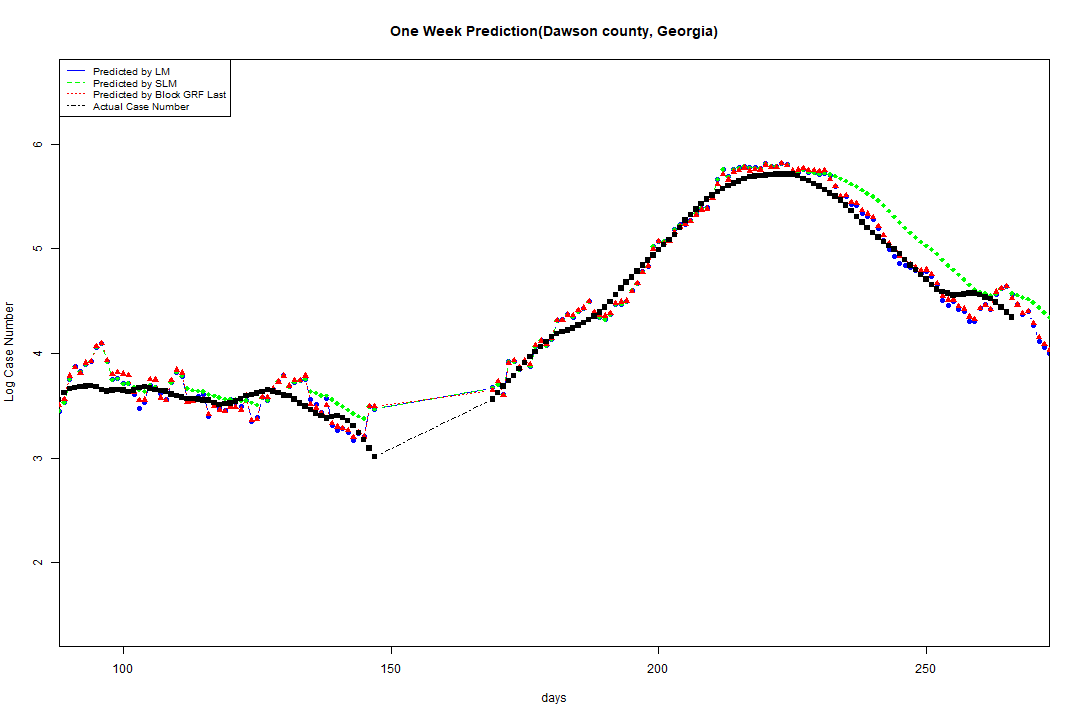 One Week Prediction(Dawson county, Georgia)
Predicted by LM
Predicted by SLM
Predicted by Block GRF Last
Actual Case Number
6
5
4
3
2
Log Case Number
100 150 200 250
days